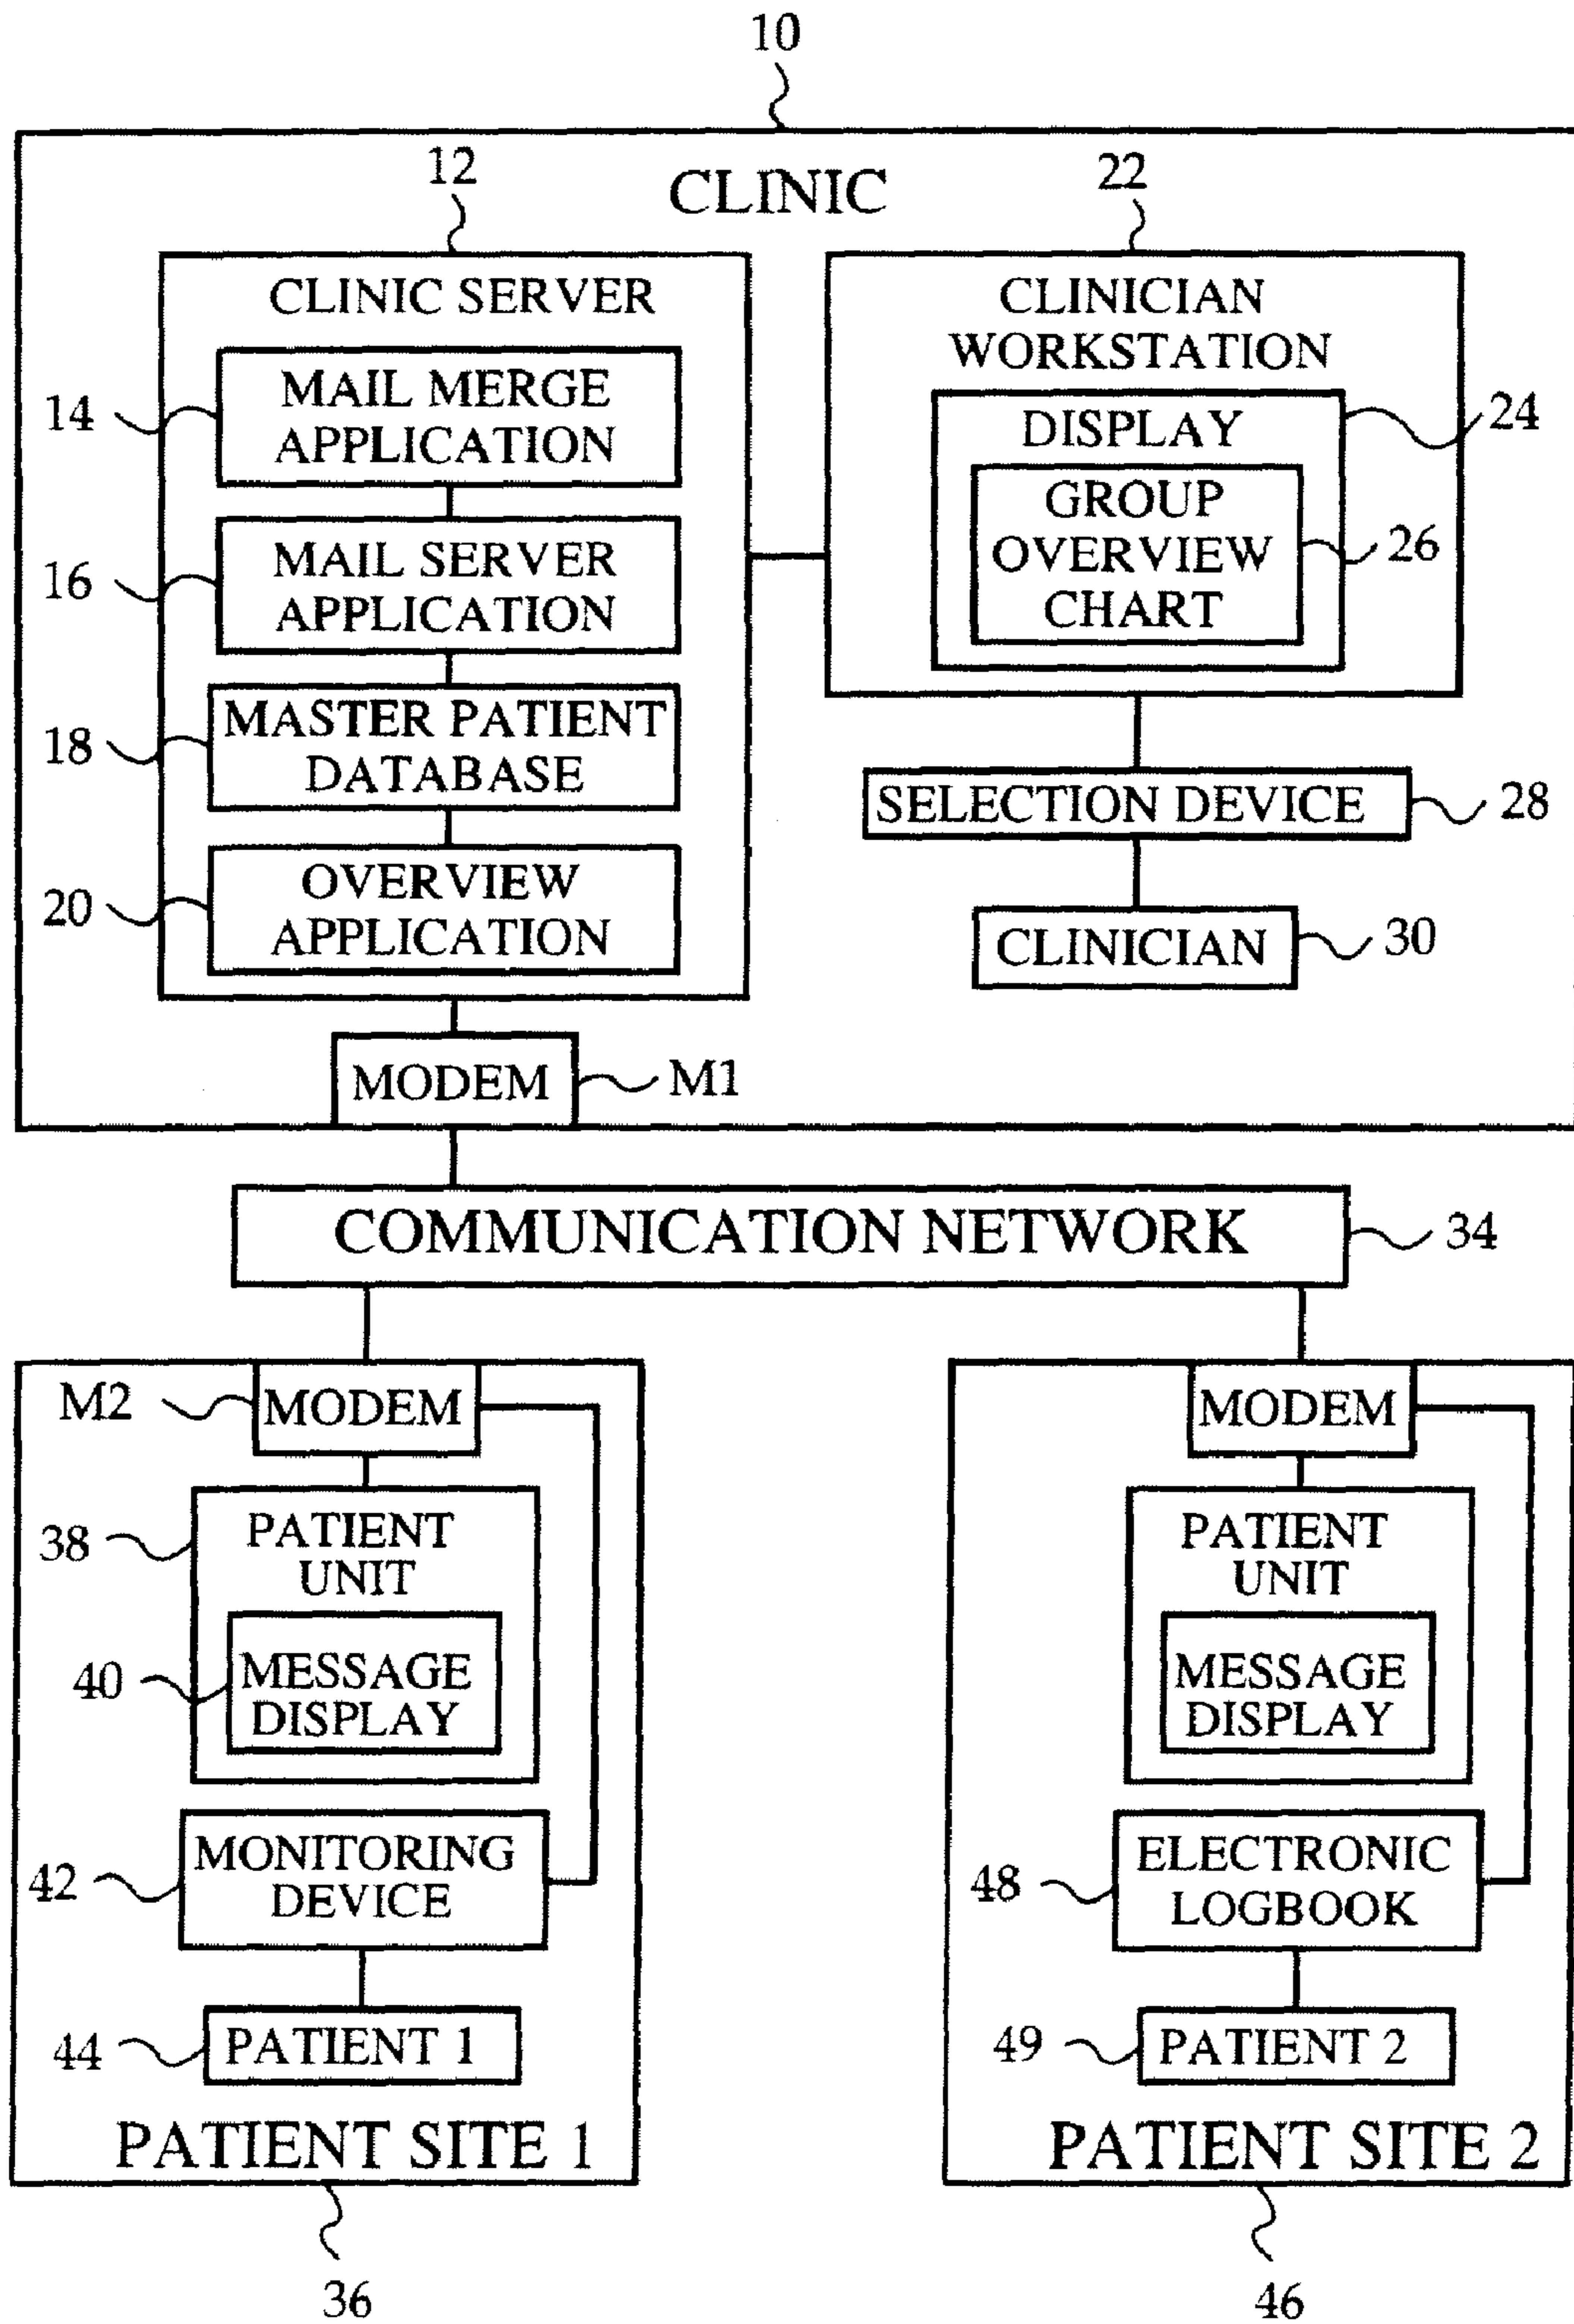 10
12
CLINIC
22
CLINIC SERVER
CLINICIAN
WORKSTATION
14
MAIL MERGE
APPLICATION
DISPLAY
24
GROUP
OVERVIEW
CHART
26
16
MAIL SERVER
APPLICATION
18
MASTER PATIENT
DATABASE
SELECTION DEVICE
28
20
OVERVIEW
APPLICATION
CLINICIAN
30
MODEM
M1
COMMUNICATION NETWORK
34
M2
MODEM
MODEM
38
PATIENT
UNIT
PATIENT
UNIT
40
MESSAGE
DISPLAY
MESSAGE
DISPLAY
42
MONITORING
DEVICE
48
ELECTRONIC
LOGBOOK
44
PATIENT 1
49
PATIENT 2
PATIENT SITE 1
PATIENT SITE 2
36
46